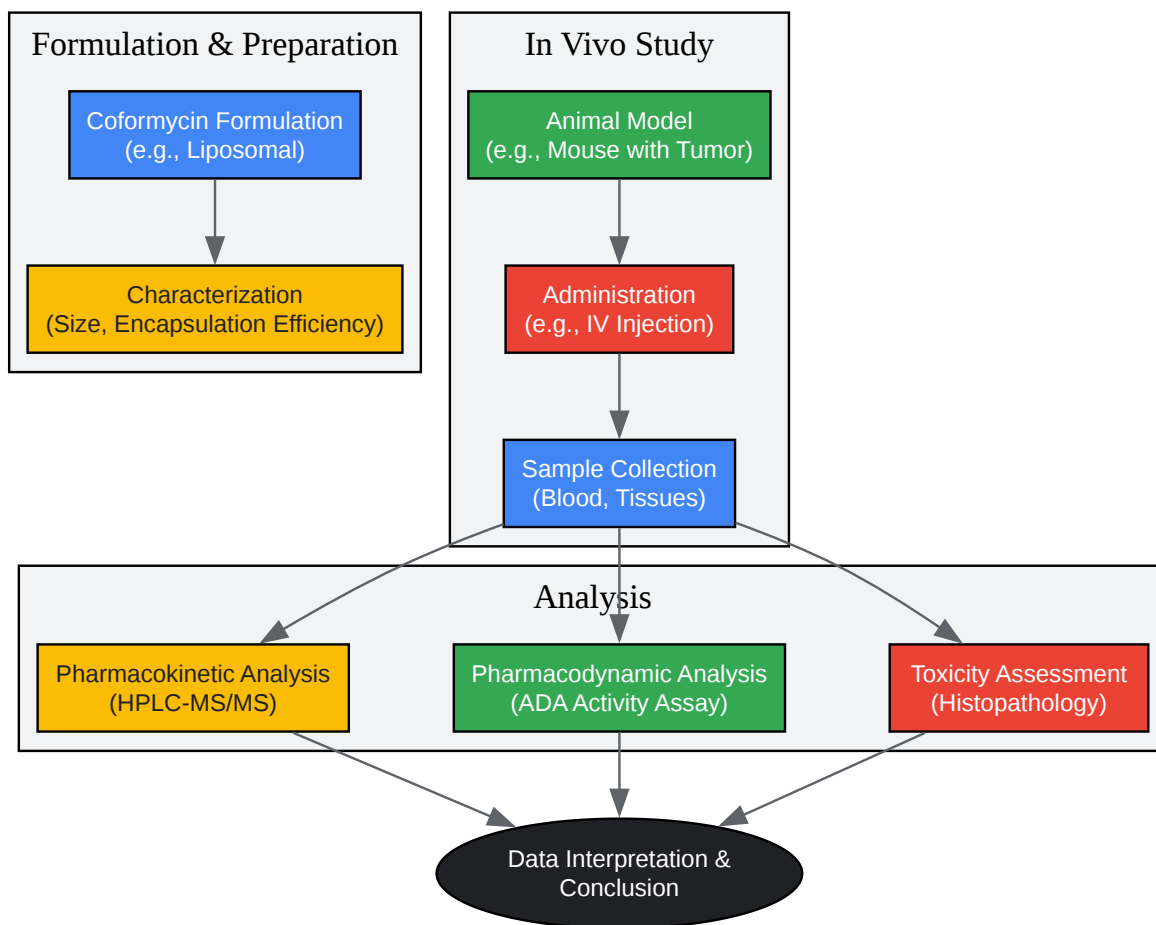 Formulation & Preparation
Coformycin Formulation
(e.g., Liposomal)
Characterization
(Size, Encapsulation Efficiency)
In Vivo Study
Animal Model
(e.g., Mouse with Tumor)
Administration
(e.g., IV Injection)
Sample Collection
(Blood, Tissues)
Analysis
Pharmacokinetic Analysis
(HPLC-MS/MS)
Pharmacodynamic Analysis
(ADA Activity Assay)
Toxicity Assessment
(Histopathology)
Data Interpretation &
Conclusion